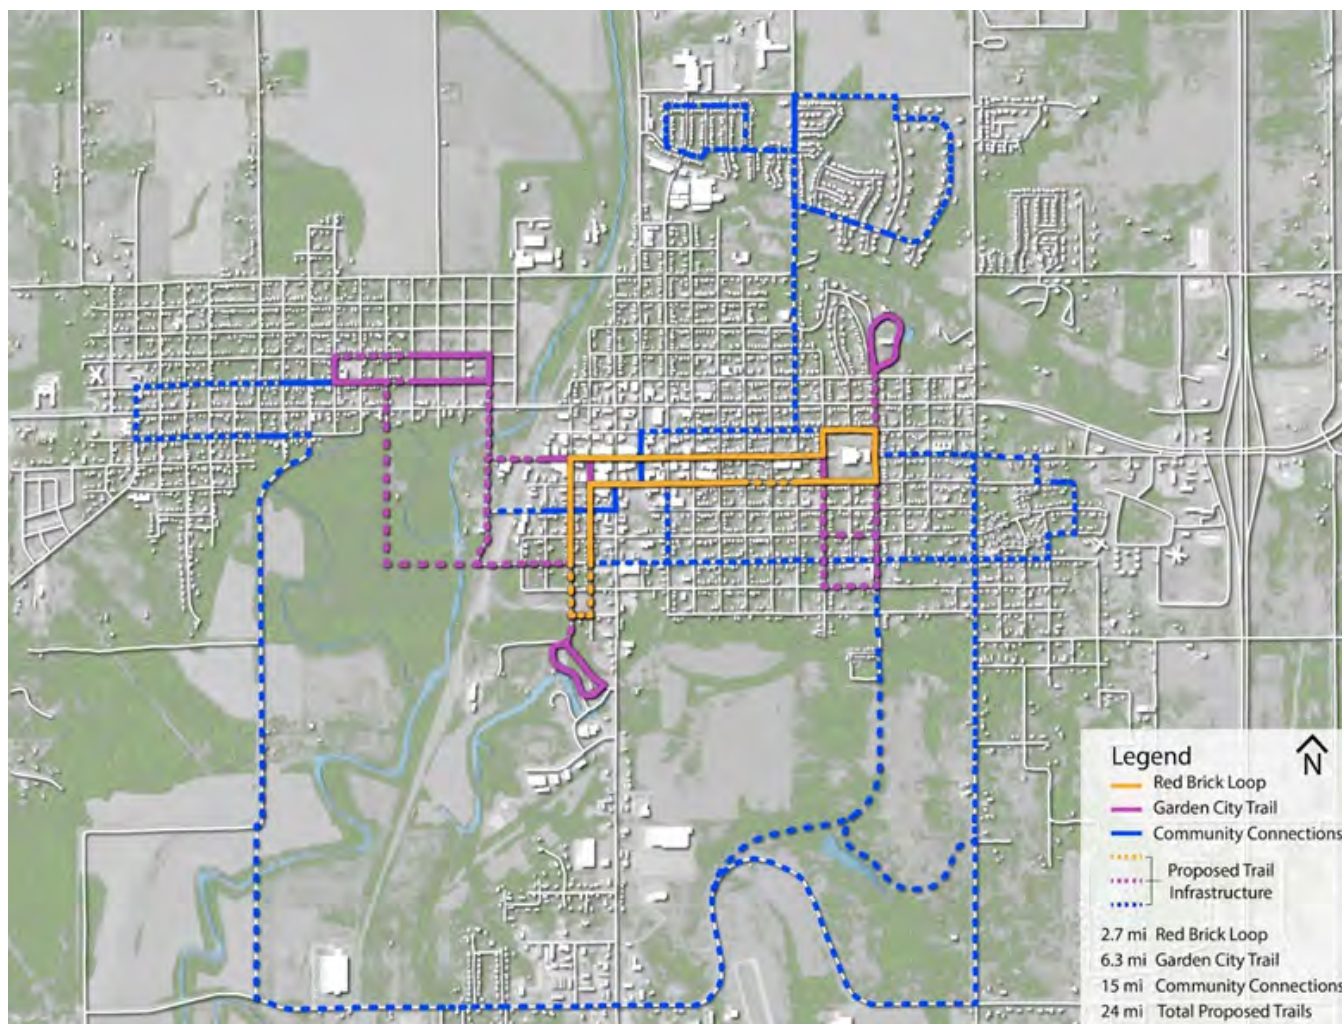 Legend
N
Red Brick Loop
Garden City Trail
Community Connections
Proposed Trail
Infrastructure
2.7 mi Red Brick Loop
6.3 mi Garden City Trail
15 mi Community Connections
24 mi Total Proposed Trails